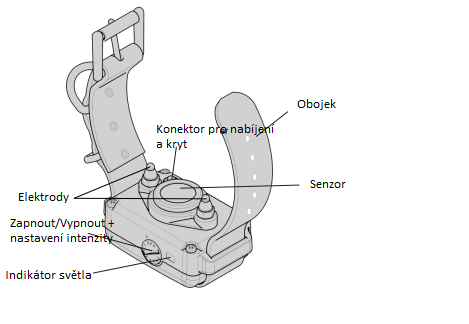 Obojek
Konektor pro nabíjení
a kryt
Senzor
Elektrody
Zapnout/Vypnout +
nastavení intenzity
Indikátor světla